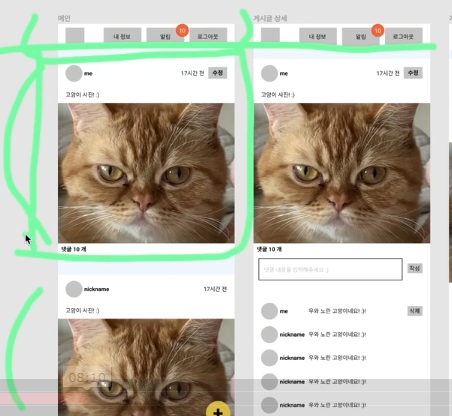 메인
내 정보 알림 10 로그아웃
me 17시간 전 수정
고양이 사진! :)
댓글 10 개
nickname 17시간 전
고양이 사진! :)
08:10
+
게시글 상세
내 정보 알림 10 로그아웃
me 17시간 전 수정
고양이 사진! :)
댓글 10 개
댓글 내용을 입력해주세요 :) 작성
me 우와 노란 고양이네요! :)! 삭제
nickname 우와 노란 고양이네요! :)!
nickname 우와 노란 고양이네요! :)!
nickname 우와 노란 고양이네요! :)!
nickname 우와 노란 고양이네요! :)!